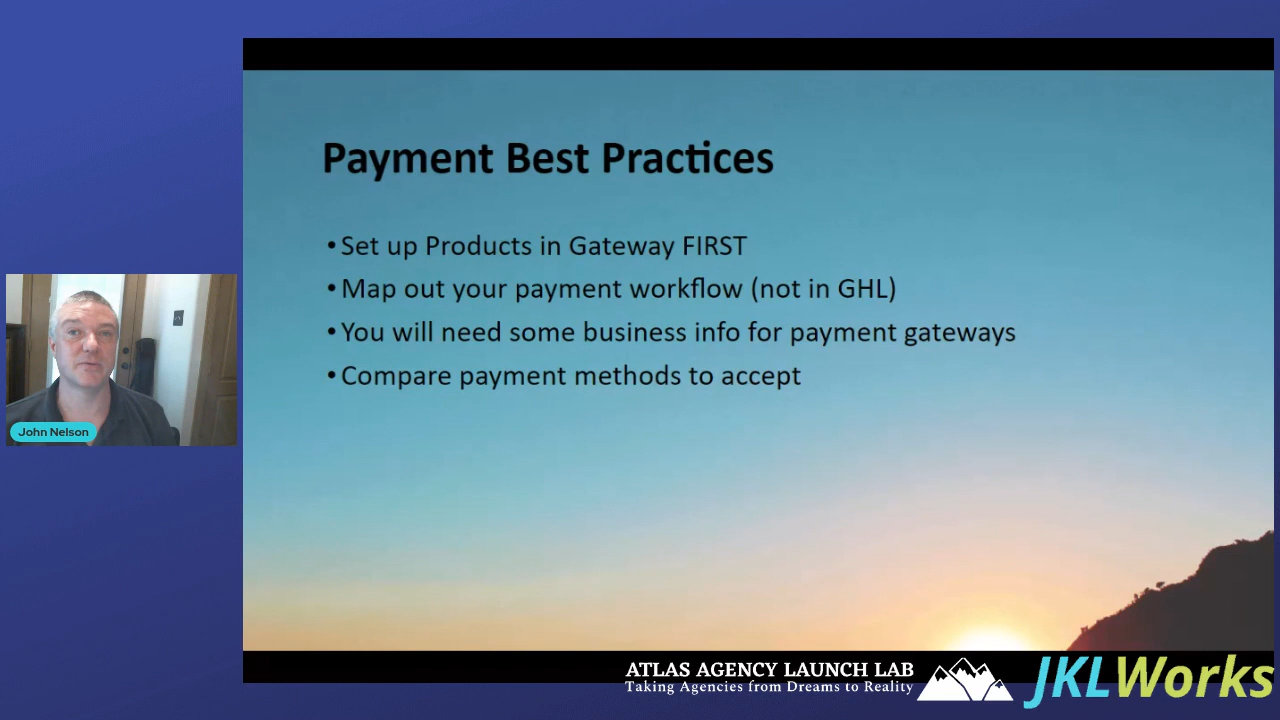 Payment Best Practices
• Set up Products in Gateway FIRST
• Map out your payment workflow (not in GHL)
• You will need some business info for payment gateways
• Compare payment methods to accept
John Nelson
ATLAS AGENCY LAUNCH LAB
Taking Agencies from Dreams to Reality
JKLWorks